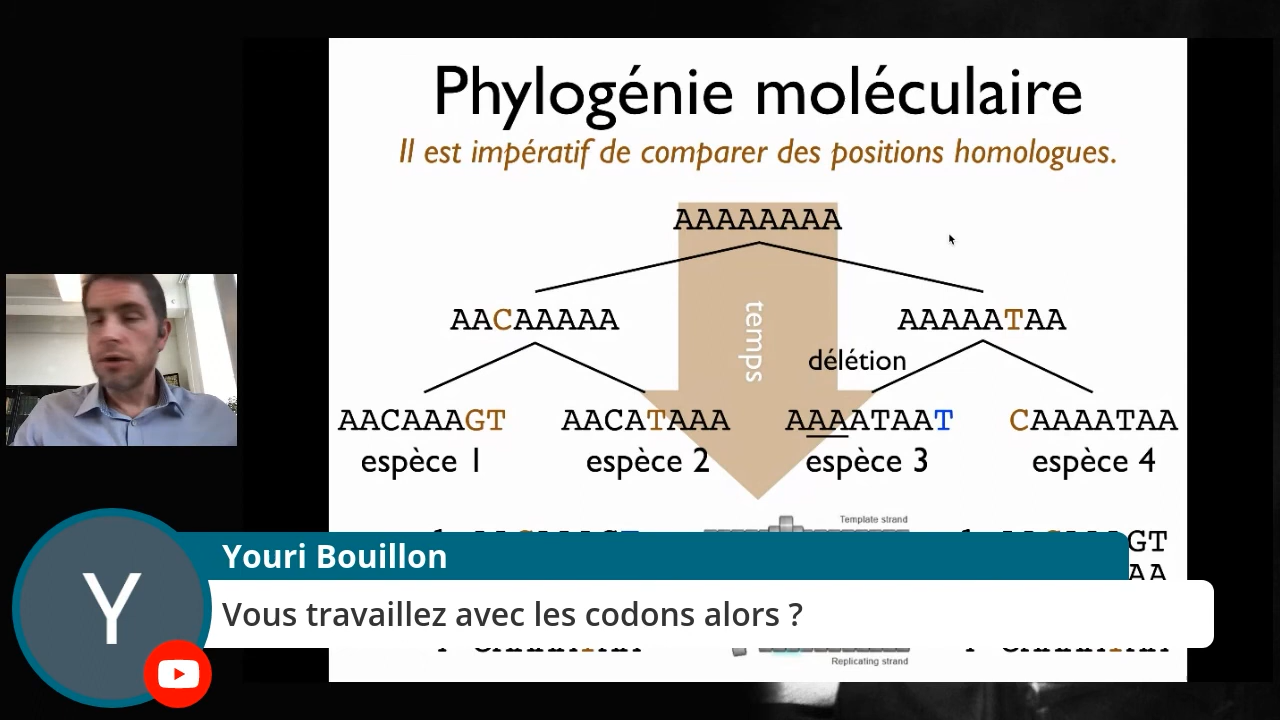 Phylogénie moléculaire
Il est impératif de comparer des positions homologues.
AAAAAAAA
temps
AACAAAAA
AAAAATAA
délétion
AACAAAGT
AACATAAA
AAAATAAT
CAAAATAA
espèce 1
espèce 2
espèce 3
espèce 4
Template strand
GT
AA
Replicating strand
Youri Bouillon
Y
Vous travaillez avec les codons alors ?